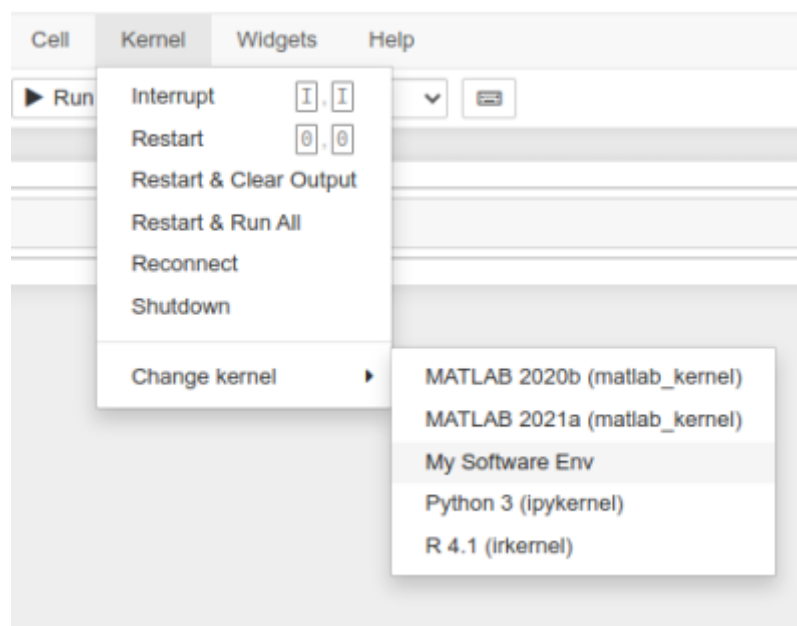 Cell Kernel Widgets Help
Run
Interrupt I,I
Restart 0,0
Restart & Clear Output
Restart & Run All
Reconnect
Shutdown
Change kernel
MATLAB 2020b (matlab_kernel)
MATLAB 2021a (matlab_kernel)
My Software Env
Python 3 (ipykernel)
R 4.1 (irkernel)